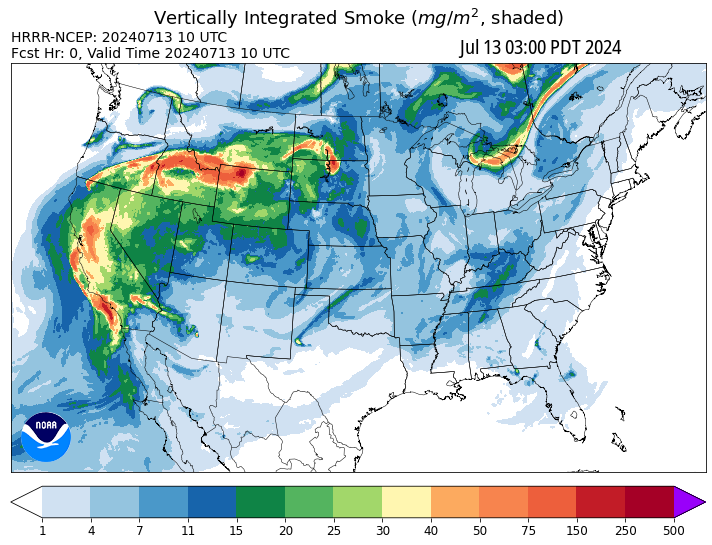 Vertically Integrated Smoke (mg/m², shaded)
HRRR-NCEP: 20240713 10 UTC
Fcst Hr: 0, Valid Time 20240713 10 UTC
Jul 13 03:00 PDT 2024
NOAA
1 4 7 11 15 20 25 30 40 50 75 150 250 500